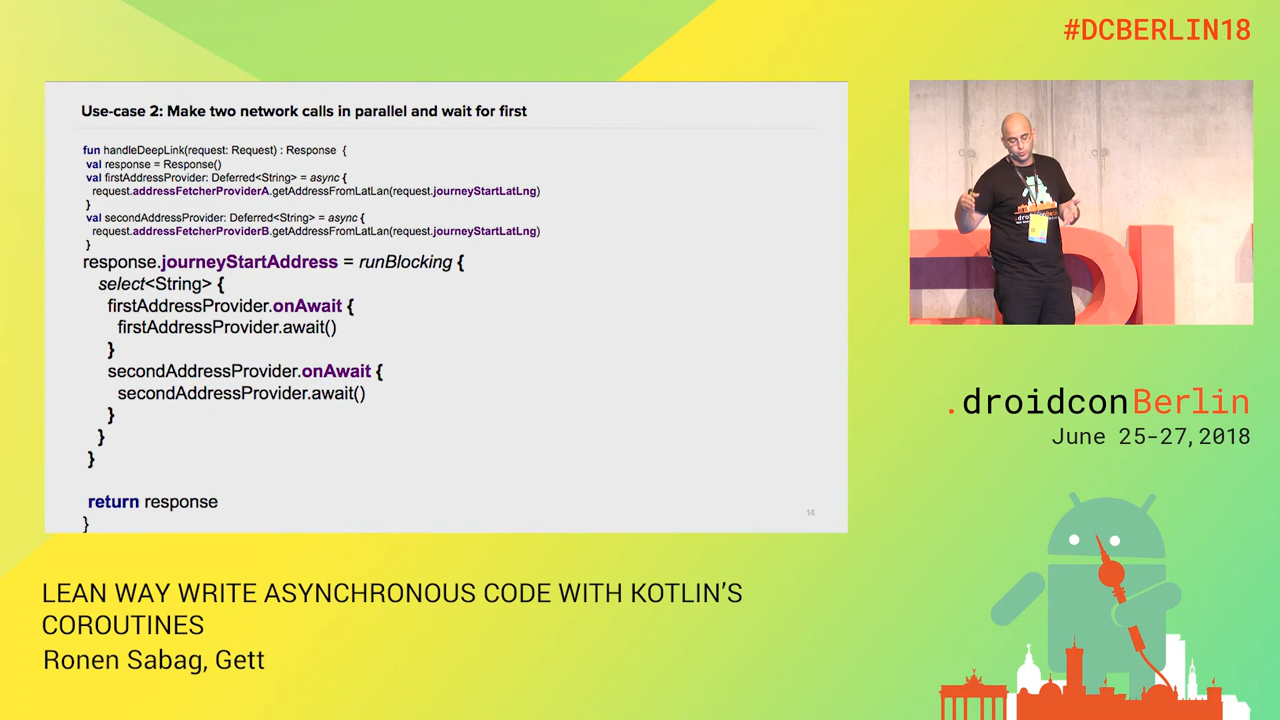 #DCBERLIN18
Use-case 2: Make two network calls in parallel and wait for first
fun handleDeepLink(request: Request) : Response {
val response = Response()
val firstAddressProvider: Deferred<String> = async {
request.addressFetcherProviderA.getAddressFromLatLan(request.journeyStartLatLng)
}
val secondAddressProvider: Deferred<String> = async {
request.addressFetcherProviderB.getAddressFromLatLan(request.journeyStartLatLng)
}
response.journeyStartAddress = runBlocking {
select<String> {
firstAddressProvider.onAwait {
firstAddressProvider.await()
}
secondAddressProvider.onAwait {
secondAddressProvider.await()
}
}
}
return response
}
14
.droidconBerlin
June 25-27, 2018
LEAN WAY WRITE ASYNCHRONOUS CODE WITH KOTLIN'S
COROUTINES
Ronen Sabag, Gett